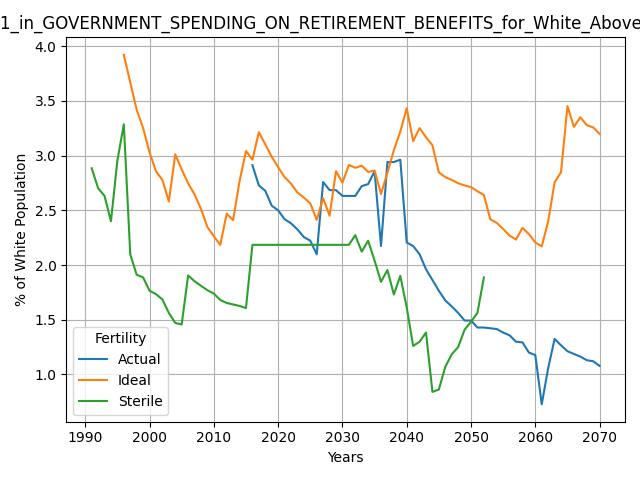 1_in_GOVERNMENT_SPENDING_ON_RETIREMENT_BENEFITS_for_White_Above
4.0
3.5
3.0
2.5
2.0
1.5
1.0
% of White Population
Fertility
Actual
Ideal
Sterile
1990 2000 2010 2020 2030 2040 2050 2060 2070
Years